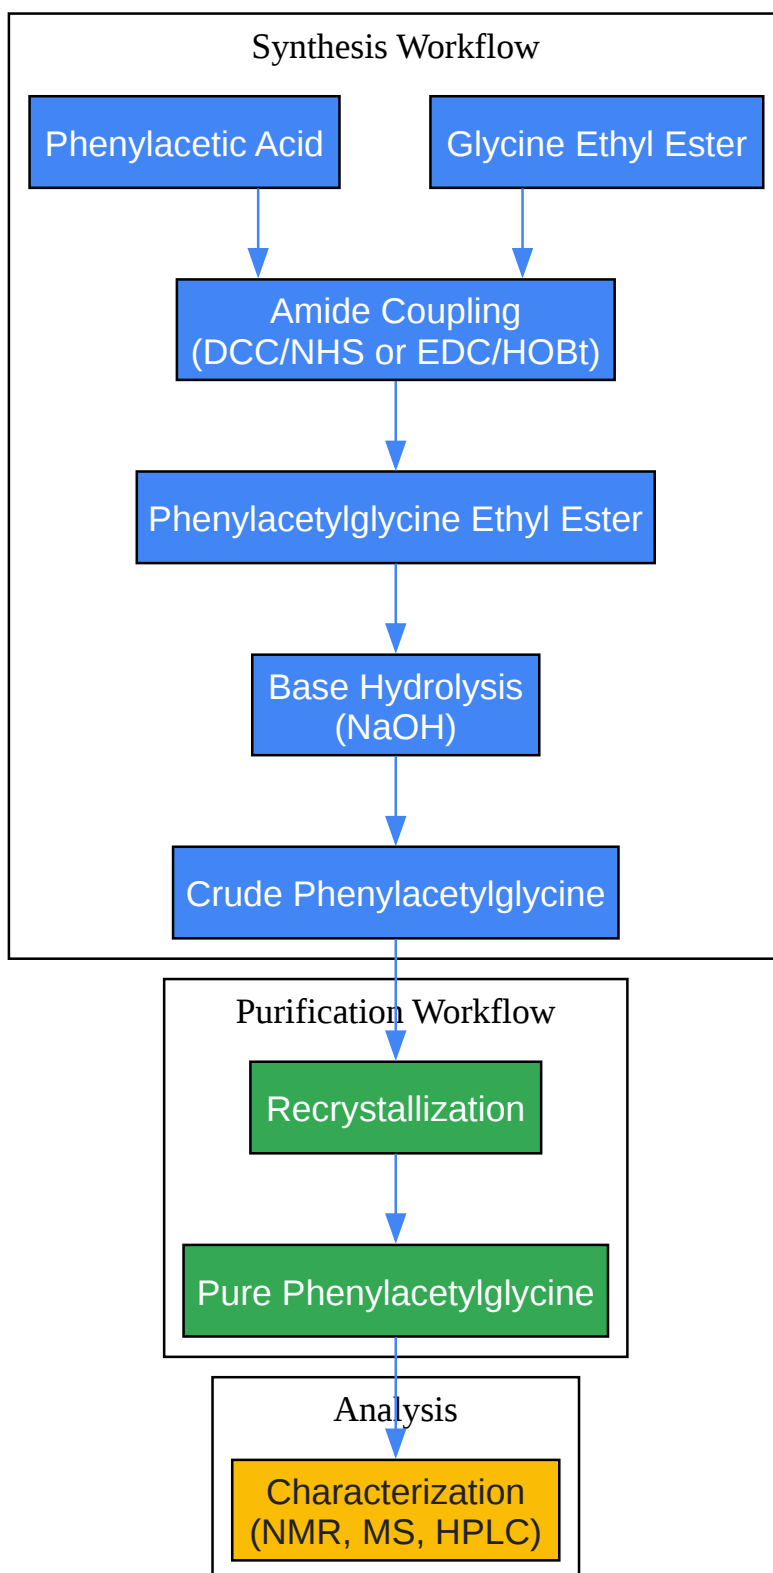 Synthesis Workflow
Phenylacetic Acid
Glycine Ethyl Ester
Amide Coupling
(DCC/NHS or EDC/HOBt)
Phenylacetylglycine Ethyl Ester
Base Hydrolysis
(NaOH)
Crude Phenylacetylglycine
Purification Workflow
Recrystallization
Pure Phenylacetylglycine
Analysis
Characterization
(NMR, MS, HPLC)